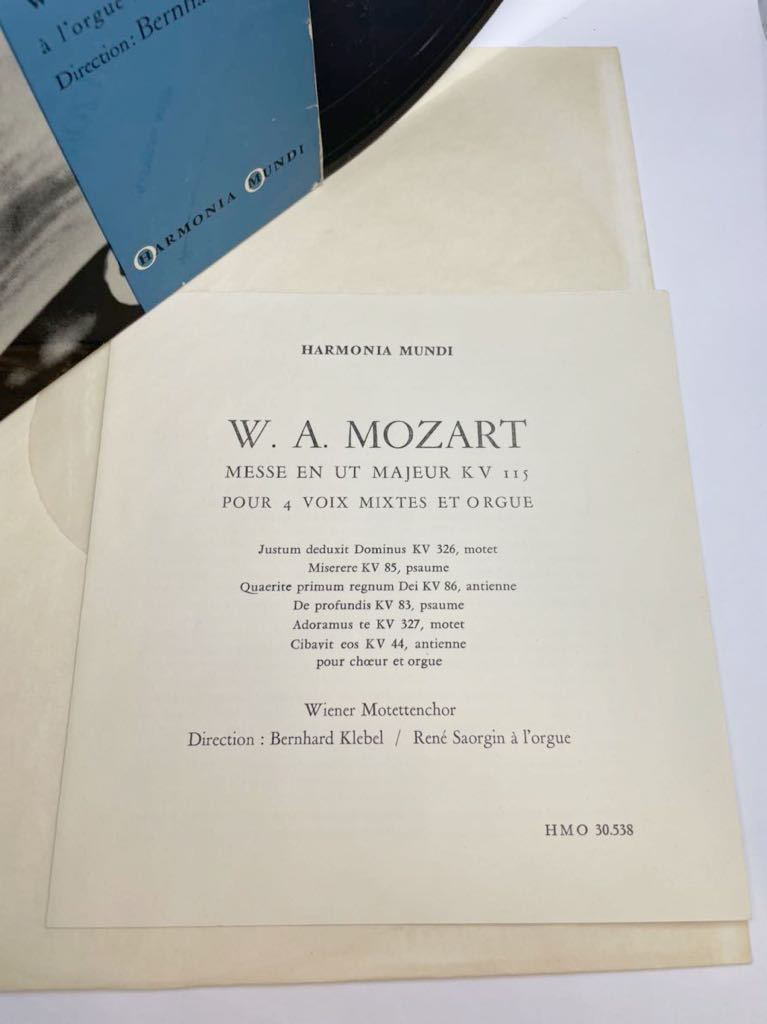 à l'orgue
Direction: Bernha
HARMONIA MUNDI
HARMONIA MUNDI
W. A. MOZART
MESSE EN UT MAJEUR KV 115
POUR 4 VOIX MIXTES ET ORGUE
Justum deduxit Dominus KV 326, motet
Miserere KV 85, psaume
Quaerite primum regnum Dei KV 86, antienne
De profundis KV 83, psaume
Adoramus te KV 327, motet
Cibavit eos KV 44, antienne
pour chœur et orgue
Wiener Motettenchor
Direction : Bernhard Klebel / René Saorgin à l'orgue
HMO 30.538